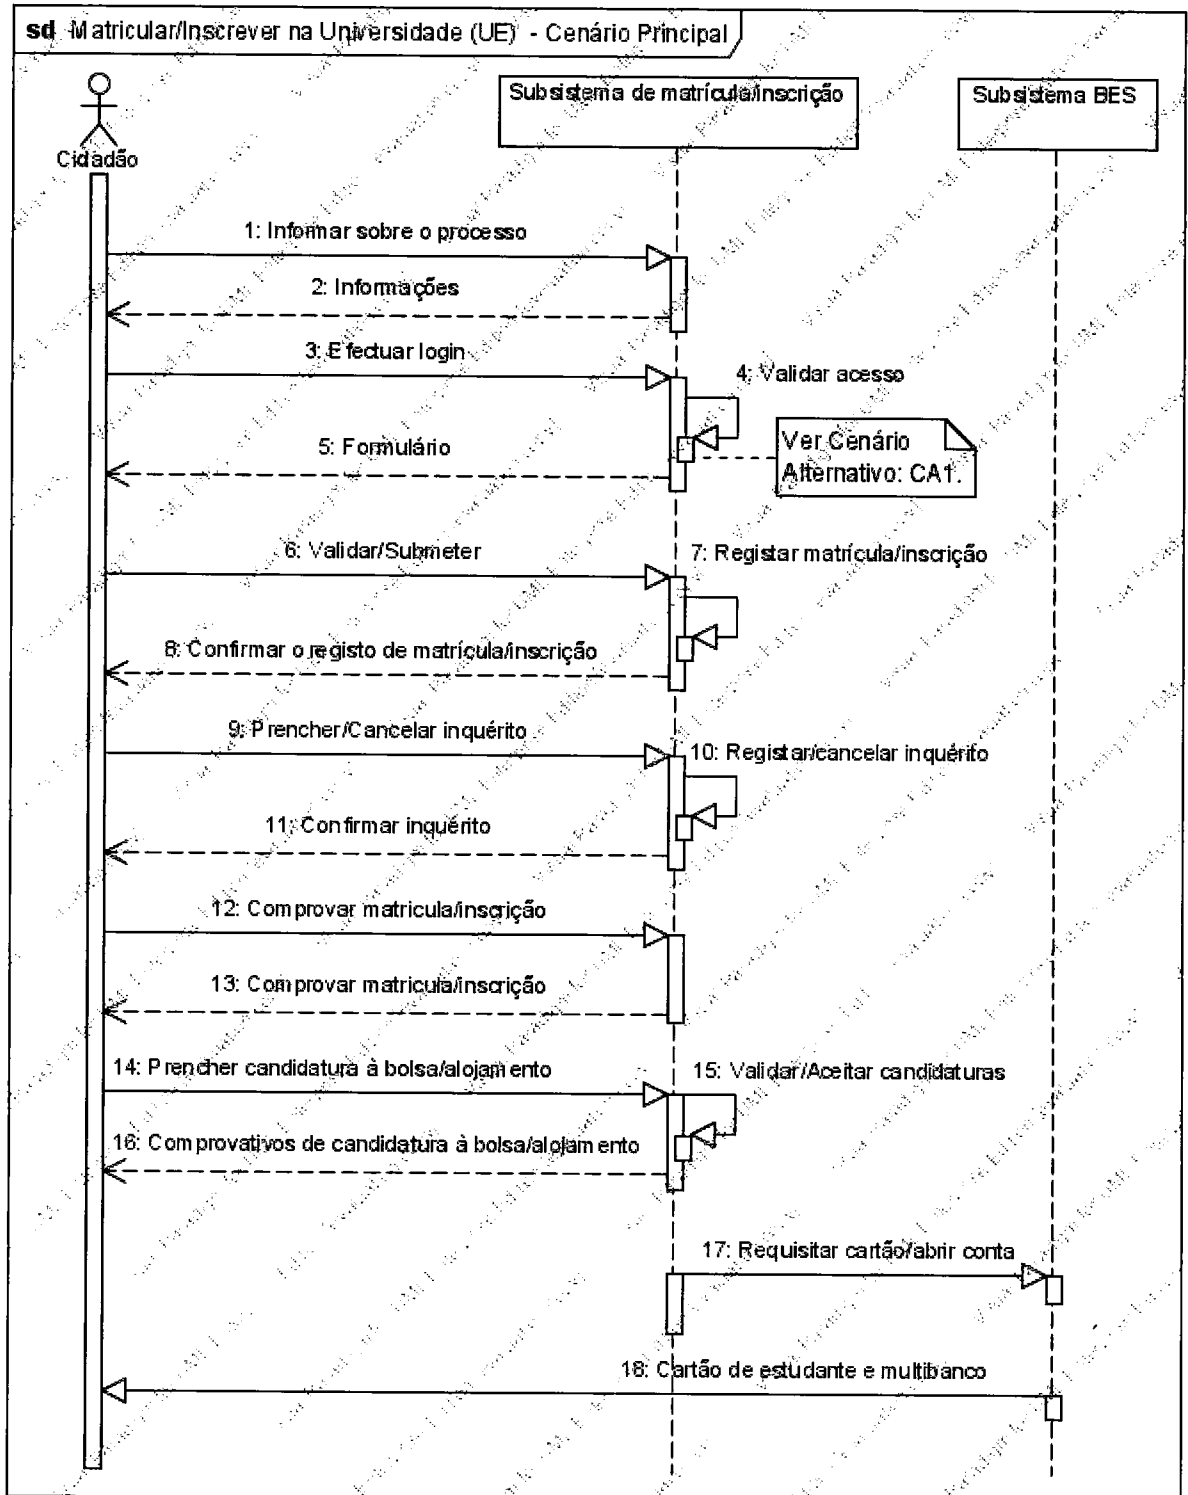 sd Matricular/Inscrever na Universidade (UE) - Cenário Principal
Subsistema de matrícula/inscrição
Subsistema BES
Cidadão
1: Informar sobre o processo
2: Informações
3: Efectuar login
4: Validar acesso
Ver Cenário
Alternativo: CA1.
5: Formulário
6: Validar/Submeter
7: Registar matrícula/inscrição
8: Confirmar o registo de matrícula/inscrição
9: Prencher/Cancelar inquérito
10: Registar/cancelar inquérito
11: Confirmar inquérito
12: Comprovar matricula/inscrição
13: Comprovar matricula/inscrição
14: Prencher candidatura à bolsa/alojamento
15: Validar/Aceitar candidaturas
16: Comprovativos de candidatura à bolsa/alojamento
17: Requisitar cartão/abrir conta
18: Cartão de estudante e multibanco